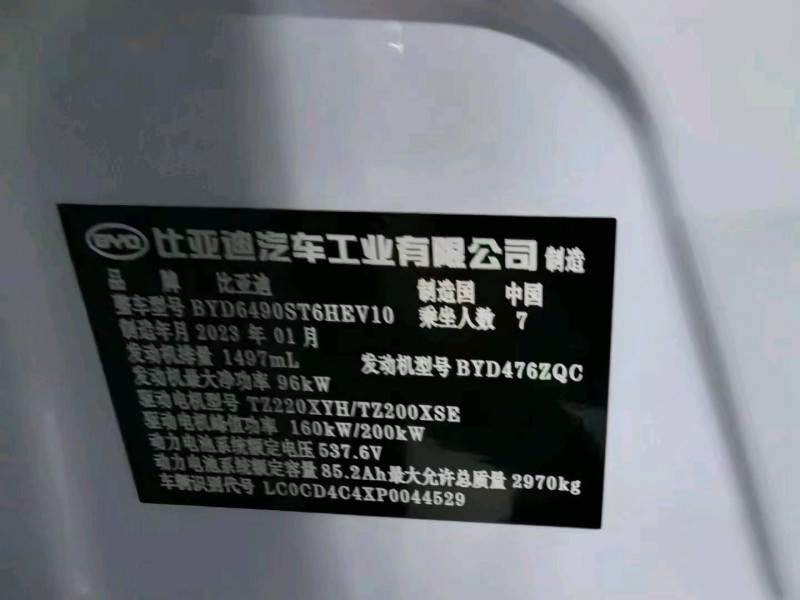 BYD 比亚迪汽车工业有限公司 制造
品牌 比亚迪 制造国 中国
整车型号 BYD6490ST6HEV10 乘坐人数 7
制造年月 2023 年 01 月
发动机排量 1497mL 发动机型号 BYD476ZQC
发动机最大净功率 96kW
驱动电机型号 TZ220XYH/TZ200XSE
驱动电机峰值功率 160kW/200kW
动力电池系统额定电压 537.6V
动力电池系统额定容量 85.2Ah 最大允许总质量 2970kg
车辆识别代号 LC0CD4C4XP0044529